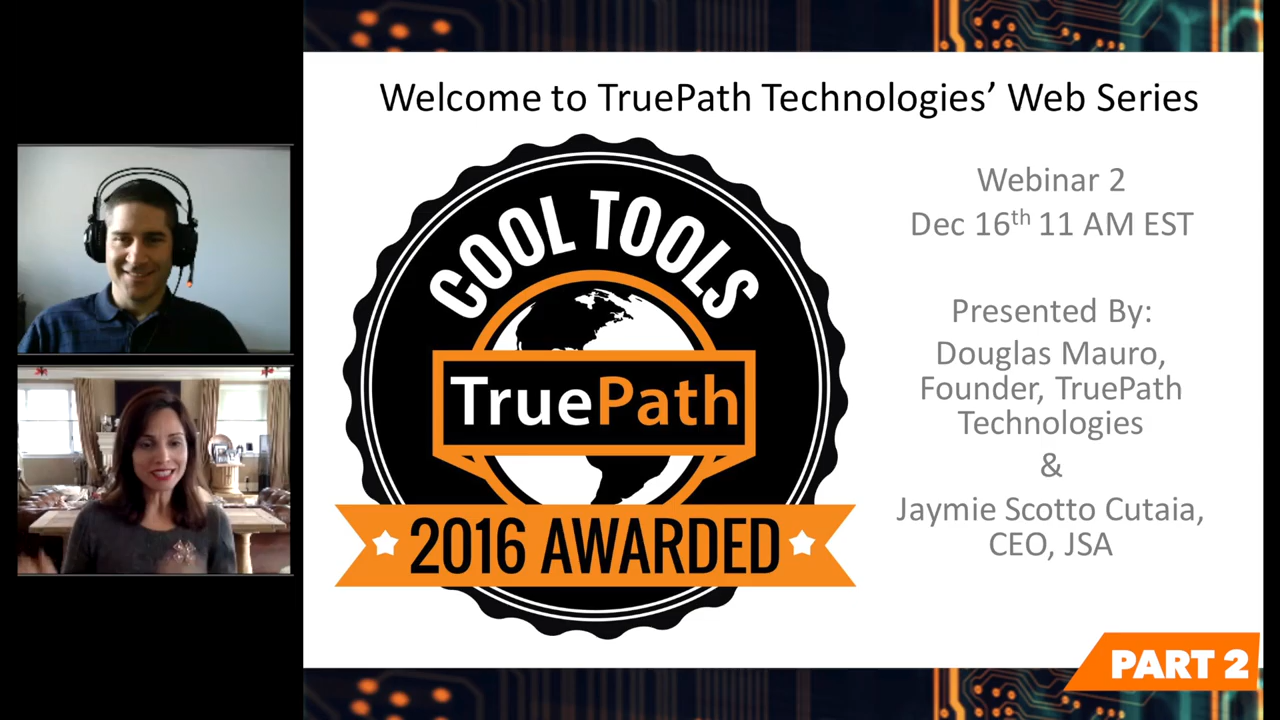 Welcome to TruePath Technologies’ Web Series
COOL TOOLS
TruePath
2016 AWARDED
Webinar 2
Dec 16th 11 AM EST
Presented By:
Douglas Mauro,
Founder, TruePath
Technologies
&
Jaymie Scotto Cutaia,
CEO, JSA
PART 2